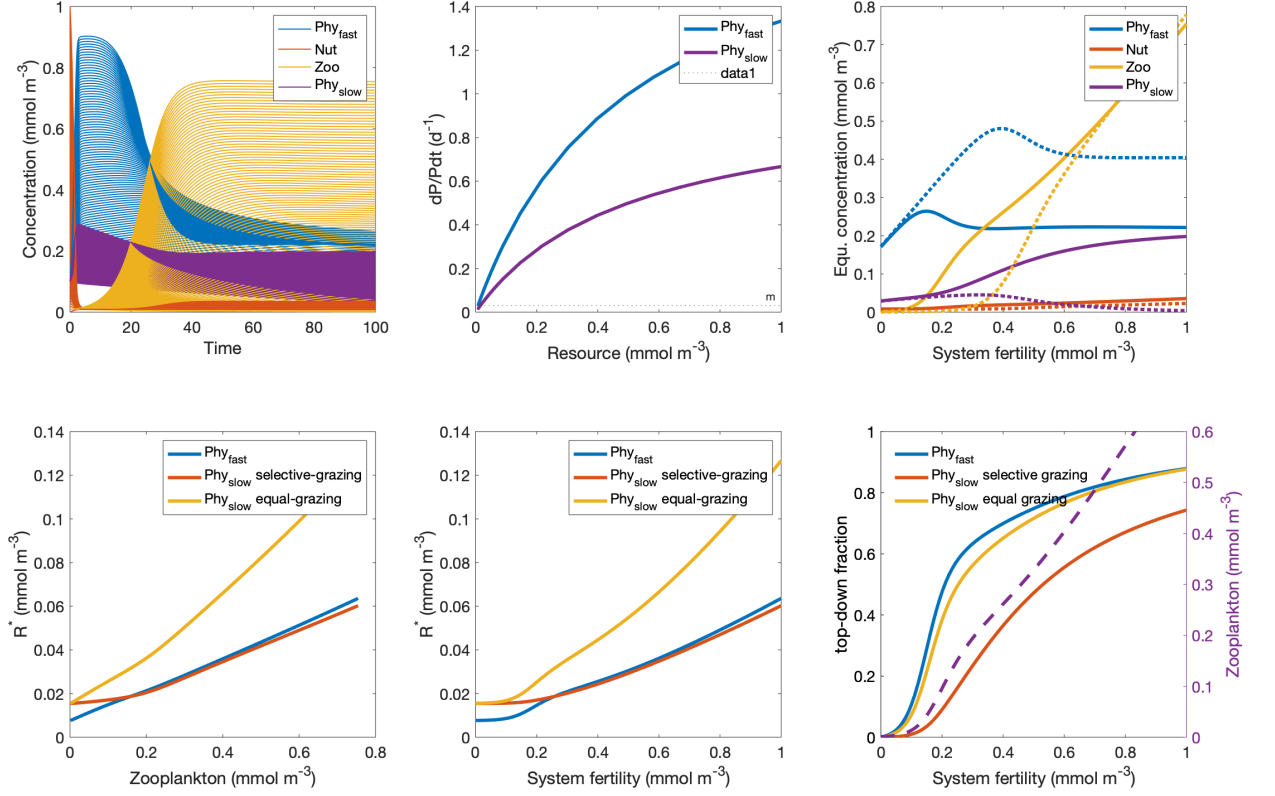 Concentration (mmol m⁻³)
1
0.8
0.6
0.4
0.2
0
0 20 40 60 80 100
Time
Phy_fast
Nut
Zoo
Phy_slow
dP/Pdt (d⁻¹)
1.4
1.2
1
0.8
0.6
0.4
0.2
0
0 0.2 0.4 0.6 0.8 1
Resource (mmol m⁻³)
Phy_fast
Phy_slow
data1
m
Equ. concentration (mmol m⁻³)
0.8
0.7
0.6
0.5
0.4
0.3
0.2
0.1
0
0 0.2 0.4 0.6 0.8 1
System fertility (mmol m⁻³)
Phy_fast
Nut
Zoo
Phy_slow
R* (mmol m⁻³)
0.14
0.12
0.1
0.08
0.06
0.04
0.02
0
0 0.2 0.4 0.6 0.8
Zooplankton (mmol m⁻³)
Phy_fast
Phy_slow selective-grazing
Phy_slow equal-grazing
R* (mmol m⁻³)
0.14
0.12
0.1
0.08
0.06
0.04
0.02
0
0 0.2 0.4 0.6 0.8 1
System fertility (mmol m⁻³)
Phy_fast
Phy_slow selective-grazing
Phy_slow equal-grazing
top-down fraction
1
0.8
0.6
0.4
0.2
0
0 0.2 0.4 0.6 0.8 1
System fertility (mmol m⁻³)
Phy_fast
Phy_slow selective grazing
Phy_slow equal grazing
0.6
0.5
0.4
0.3
0.2
0.1
0
Zooplankton (mmol m⁻³)